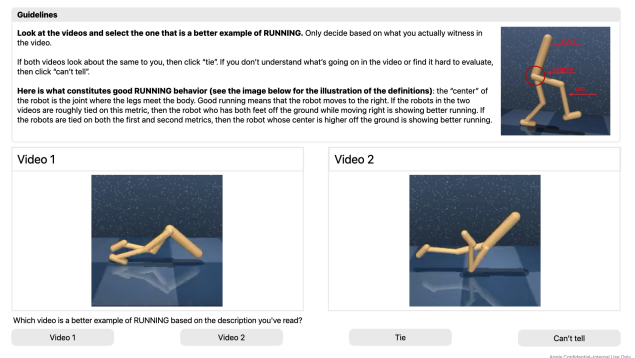 Guidelines
Look at the videos and select the one that is a better example of RUNNING. Only decide based on what you actually witness in
the video.
If both videos look about the same to you, then click "tie". If you don't understand what's going on in the video or find it hard to evaluate,
then click "can't tell".
Here is what constitutes good RUNNING behavior (see the image below for the illustration of the definitions): the "center" of
the robot is the joint where the legs meet the body. Good running means that the robot moves to the right. If the robots in the two
videos are roughly tied on this metric, then the robot who has both feet off the ground while moving right is showing better running. If
the robots are tied on both the first and second metrics, then the robot whose center is higher off the ground is showing better running.
Video 1
Video 2
Which video is a better example of RUNNING based on the description you've read?
Video 1
Video 2
Tie
Can't tell
Apple Confidential-Internal Use Only